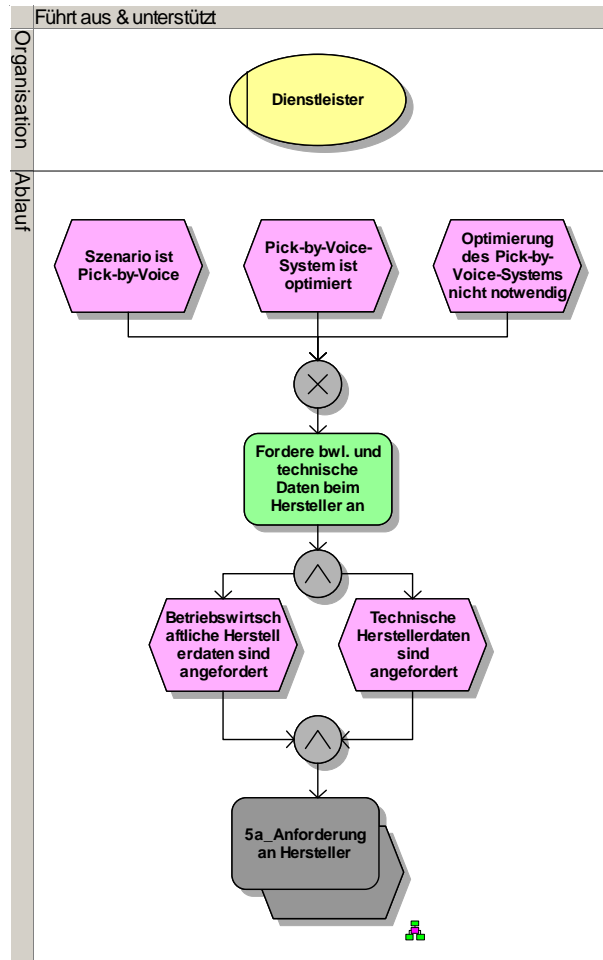 Führt aus & unterstützt
Organisation
Dienstleister
Ablauf
Szenario ist
Pick-by-Voice
Pick-by-Voice-
System ist
optimiert
Optimierung
des Pick-by-
Voice-Systems
nicht notwendig
Fordere bwl. und
technische
Daten beim
Hersteller an
Betriebswirtsch
aftliche Herstell
erdaten sind
angefordert
Technische
Herstellerdaten
sind
angefordert
5a_Anforderung
an Hersteller